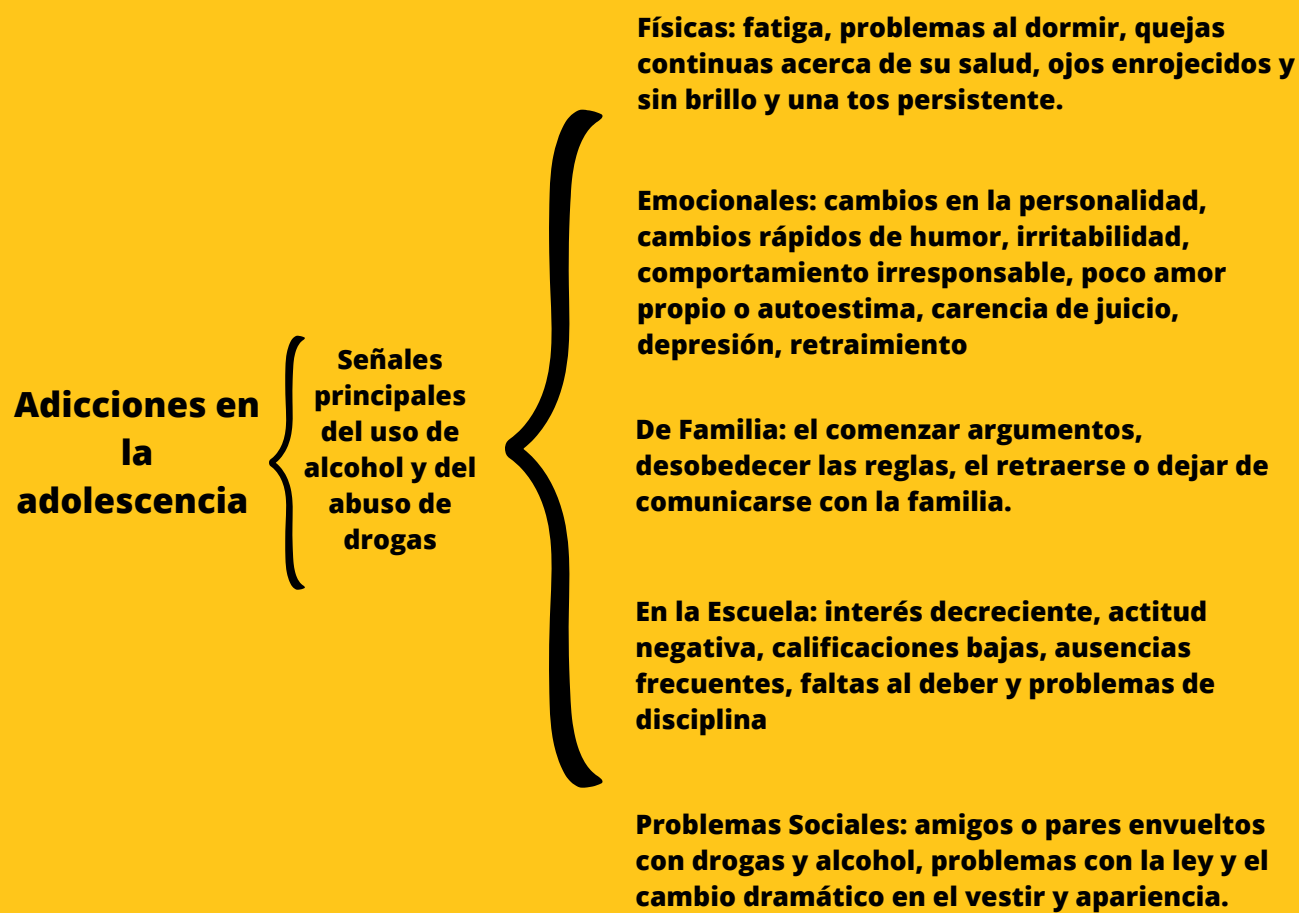 Adicciones en
la
adolescencia
Señales
principales
del uso de
alcohol y del
abuso de
drogas
Físicas: fatiga, problemas al dormir, quejas
continuas acerca de su salud, ojos enrojecidos y
sin brillo y una tos persistente.
Emocionales: cambios en la personalidad,
cambios rápidos de humor, irritabilidad,
comportamiento irresponsable, poco amor
propio o autoestima, carencia de juicio,
depresión, retraimiento
De Familia: el comenzar argumentos,
desobedecer las reglas, el retraerse o dejar de
comunicarse con la familia.
En la Escuela: interés decreciente, actitud
negativa, calificaciones bajas, ausencias
frecuentes, faltas al deber y problemas de
disciplina
Problemas Sociales: amigos o pares envueltos
con drogas y alcohol, problemas con la ley y el
cambio dramático en el vestir y apariencia.